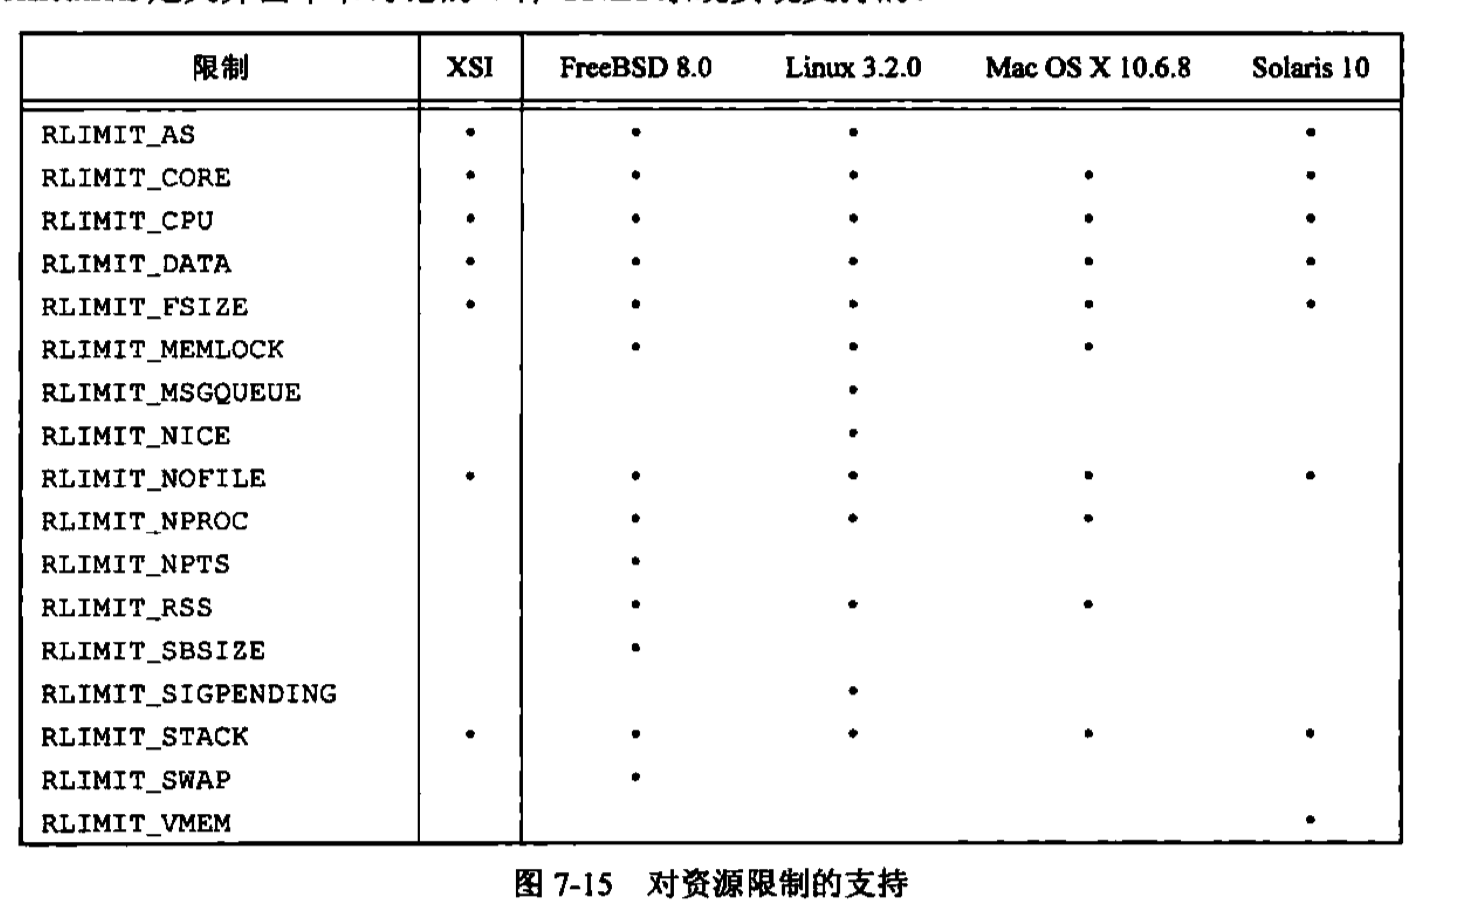 限制 XSI FreeBSD 8.0 Linux 3.2.0 Mac OS X 10.6.8 Solaris 10
RLIMIT_AS • • • •
RLIMIT_CORE • • • • •
RLIMIT_CPU • • • • •
RLIMIT_DATA • • • • •
RLIMIT_FSIZE • • • • •
RLIMIT_MEMLOCK • • •
RLIMIT_MSGQUEUE •
RLIMIT_NICE •
RLIMIT_NOFILE • • • • •
RLIMIT_NPROC • • •
RLIMIT_NPTS •
RLIMIT_RSS • • •
RLIMIT_SBSIZE •
RLIMIT_SIGPENDING •
RLIMIT_STACK • • • • •
RLIMIT_SWAP •
RLIMIT_VMEM •
图 7-15 对资源限制的支持